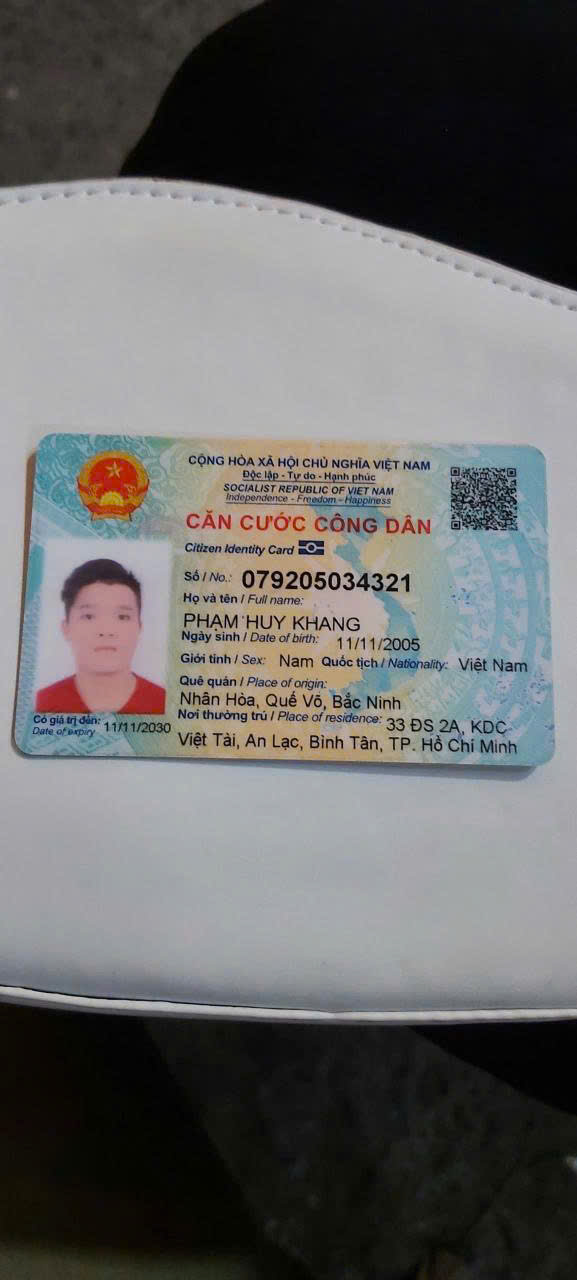 CỘNG HÒA XÃ HỘI CHỦ NGHĨA VIỆT NAM
Độc lập - Tự do - Hạnh phúc
SOCIALIST REPUBLIC OF VIET NAM
Independence - Freedom - Happiness
CĂN CƯỚC CÔNG DÂN
Citizen Identity Card
Số / No.: 079205034321
Họ và tên / Full name:
PHẠM HUY KHANG
Ngày sinh / Date of birth: 11/11/2005
Giới tính / Sex: Nam Quốc tịch / Nationality: Việt Nam
Quê quán / Place of origin:
Nhân Hòa, Quế Võ, Bắc Ninh
Nơi thường trú / Place of residence: 33 ĐS 2A, KDC
Việt Tài, An Lạc, Bình Tân, TP. Hồ Chí Minh
Có giá trị đến: 11/11/2030
Date of expiry